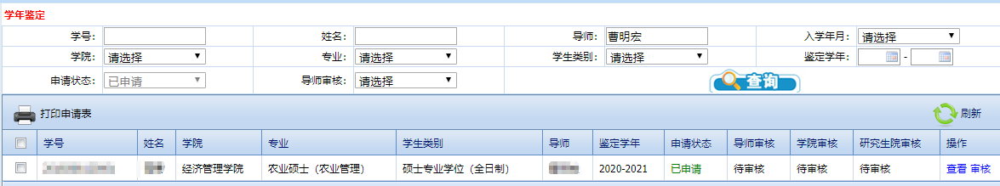 学年鉴定
学号： 姓名： 导师： 曹明宏 入学年月： 请选择
学院： 请选择 专业： 请选择 学生类别： 请选择 鉴定学年： -
申请状态： 已申请 导师审核： 请选择 查询
打印申请表 刷新
学号 姓名 学院 专业 学生类别 导师 鉴定学年 申请状态 导师审核 学院审核 研究生院审核 操作
经济管理学院 农业硕士（农业管理） 硕士专业学位（全日制） 2020-2021 已申请 待审核 待审核 待审核 查看 审核